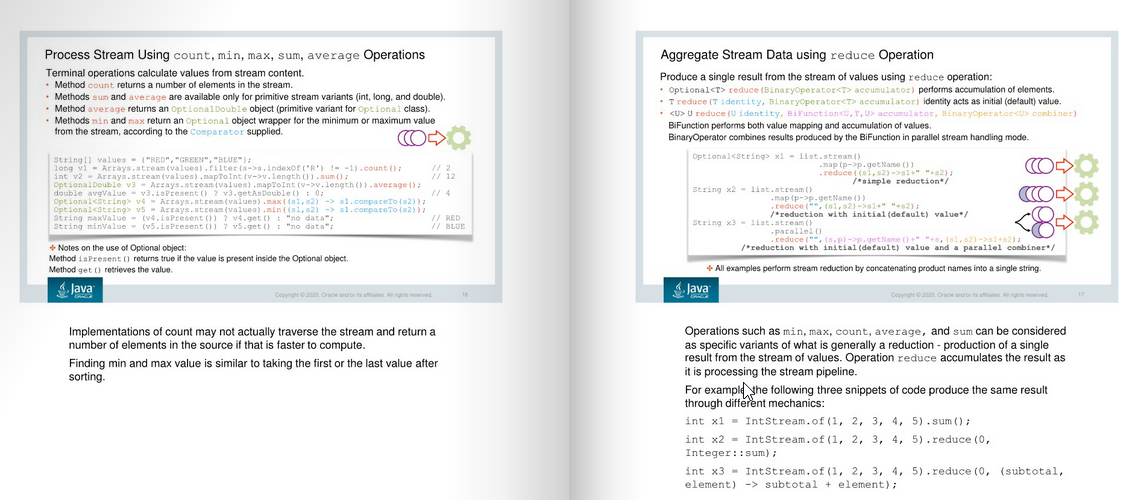 Process Stream Using count, min, max, sum, average Operations
Terminal operations calculate values from stream content.
• Method count returns a number of elements in the stream.
• Methods sum and average are available only for primitive stream variants (int, long, and double).
• Method average returns an OptionalDouble object (primitive variant for Optional class).
• Methods min and max return an Optional object wrapper for the minimum or maximum value
from the stream, according to the Comparator supplied.
String[] values = {"RED","GREEN","BLUE"};
long v1 = Arrays.stream(values).filter(s->s.indexOf('R') != -1).count(); // 2
int v2 = Arrays.stream(values).mapToInt(v->v.length()).sum(); // 12
OptionalDouble v3 = Arrays.stream(values).mapToInt(v->v.length()).average();
double avgValue = v3.isPresent() ? v3.getAsDouble() : 0; // 4
Optional<String> v4 = Arrays.stream(values).max((s1,s2) -> s1.compareTo(s2));
Optional<String> v5 = Arrays.stream(values).min((s1,s2) -> s1.compareTo(s2));
String maxValue = (v4.isPresent()) ? v4.get() : "no data"; // RED
String minValue = (v5.isPresent()) ? v5.get() : "no data"; // BLUE
✤ Notes on the use of Optional object:
Method isPresent() returns true if the value is present inside the Optional object.
Method get() retrieves the value.
Java
ORACLE
Copyright © 2020, Oracle and/or its affiliates. All rights reserved.
16
Implementations of count may not actually traverse the stream and return a
number of elements in the source if that is faster to compute.
Finding min and max value is similar to taking the first or the last value after
sorting.
Aggregate Stream Data using reduce Operation
Produce a single result from the stream of values using reduce operation:
• Optional<T> reduce(BinaryOperator<T> accumulator) performs accumulation of elements.
• T reduce(T identity, BinaryOperator<T> accumulator) identity acts as initial (default) value.
• <U> U reduce(U identity, BiFunction<U,T,U> accumulator, BinaryOperator<U> combiner)
BiFunction performs both value mapping and accumulation of values.
BinaryOperator combines results produced by the BiFunction in parallel stream handling mode.
Optional<String> x1 = list.stream()
.map(p->p.getName())
.reduce((s1,s2)->s1+" "+s2);
/*simple reduction*/
String x2 = list.stream()
.map(p->p.getName())
.reduce("",(s1,s2)->s1+" "+s2);
/*reduction with initial(default) value*/
String x3 = list.stream()
.parallel()
.reduce("",(s,p)->p.getName()+" "+s,(s1,s2)->s1+s2);
/*reduction with initial(default) value and a parallel combiner*/
✤ All examples perform stream reduction by concatenating product names into a single string.
Java
ORACLE
Copyright © 2020, Oracle and/or its affiliates. All rights reserved.
17
Operations such as min, max, count, average, and sum can be considered
as specific variants of what is generally a reduction - production of a single
result from the stream of values. Operation reduce accumulates the result as
it is processing the stream pipeline.
For example, the following three snippets of code produce the same result
through different mechanics:
int x1 = IntStream.of(1, 2, 3, 4, 5).sum();
int x2 = IntStream.of(1, 2, 3, 4, 5).reduce(0,
Integer::sum);
int x3 = IntStream.of(1, 2, 3, 4, 5).reduce(0, (subtotal,
element) -> subtotal + element);